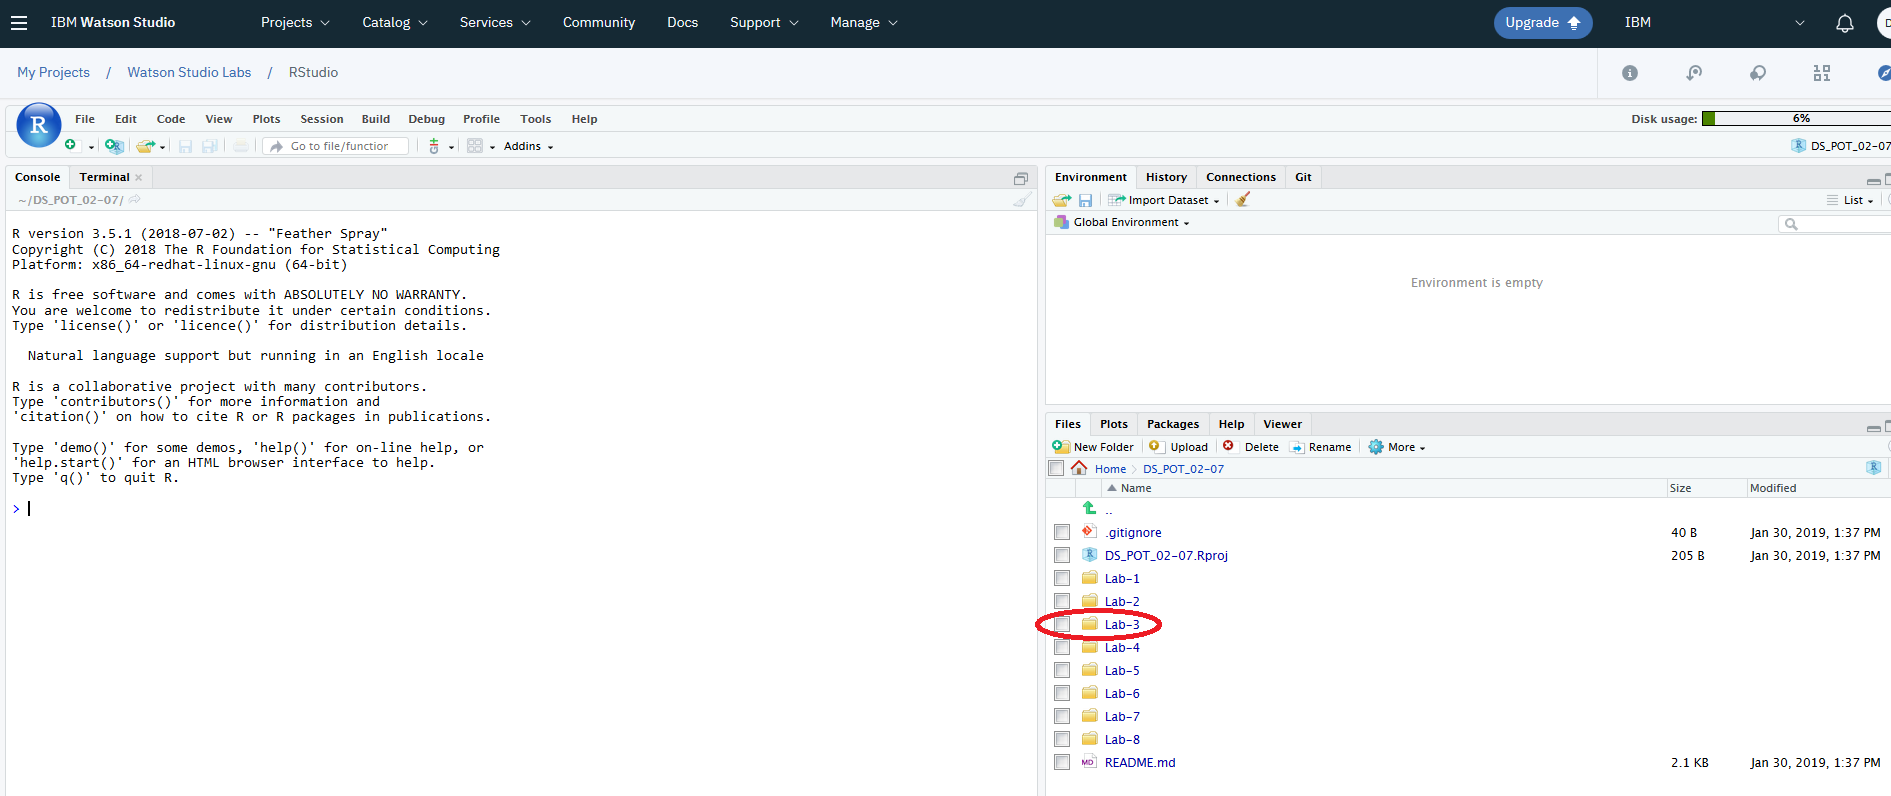 IBM Watson Studio Projects Catalog Services Community Docs Support Manage Upgrade IBM
My Projects / Watson Studio Labs / RStudio
R File Edit Code View Plots Session Build Debug Profile Tools Help Disk usage: 6%
Go to file/function Addins DS_POT_02-07
Console Terminal
~/DS_POT_02-07/
R version 3.5.1 (2018-07-02) -- "Feather Spray"
Copyright (C) 2018 The R Foundation for Statistical Computing
Platform: x86_64-redhat-linux-gnu (64-bit)
R is free software and comes with ABSOLUTELY NO WARRANTY.
You are welcome to redistribute it under certain conditions.
Type 'license()' or 'licence()' for distribution details.
Natural language support but running in an English locale
R is a collaborative project with many contributors.
Type 'contributors()' for more information and
'citation()' on how to cite R or R packages in publications.
Type 'demo()' for some demos, 'help()' for on-line help, or
'help.start()' for an HTML browser interface to help.
Type 'q()' to quit R.
>
Environment History Connections Git
Import Dataset List
Global Environment
Environment is empty
Files Plots Packages Help Viewer
New Folder Upload Delete Rename More
Home DS_POT_02-07
Name Size Modified
..
.gitignore 40 B Jan 30, 2019, 1:37 PM
DS_POT_02-07.Rproj 205 B Jan 30, 2019, 1:37 PM
Lab-1
Lab-2
Lab-3
Lab-4
Lab-5
Lab-6
Lab-7
Lab-8
README.md 2.1 KB Jan 30, 2019, 1:37 PM